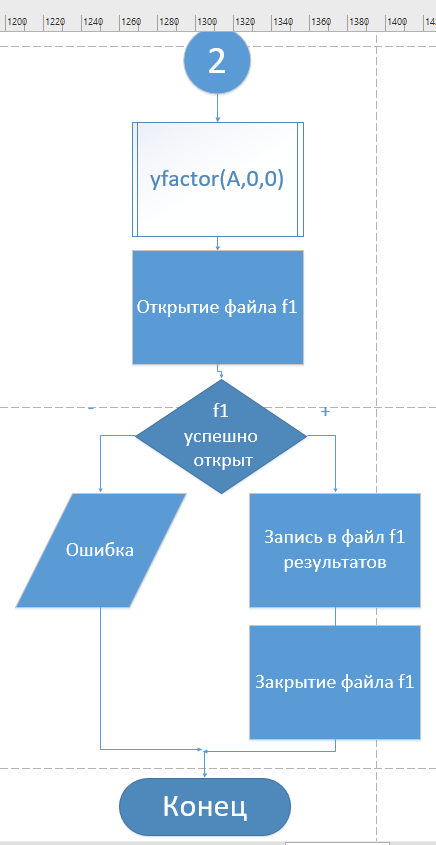 1200 1220 1240 1260 1280 1300 1320 1340 1360 1380 1400
2
yfactor(A,0,0)
Открытие файла f1
f1
успешно
открыт
- +
Ошибка
Запись в файл f1
результатов
Закрытие файла f1
Конец